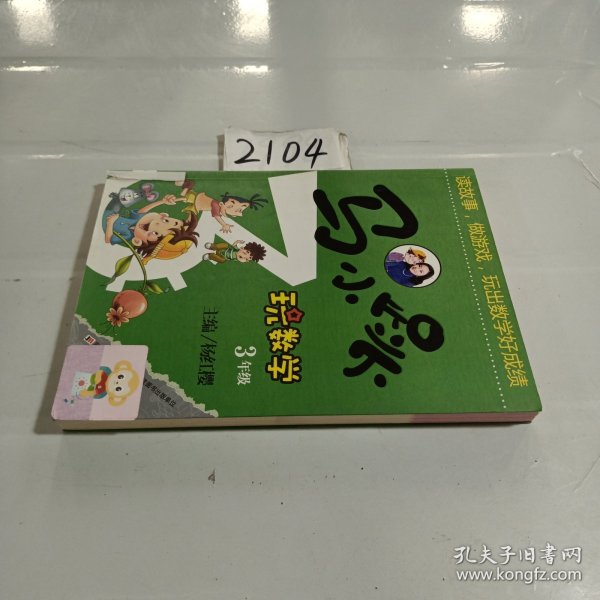 2104
读故事，做游戏，玩出数学好成绩
马小跳
玩数学
3年级
主编/杨红樱
孔夫子旧书网
www.kongfz.com